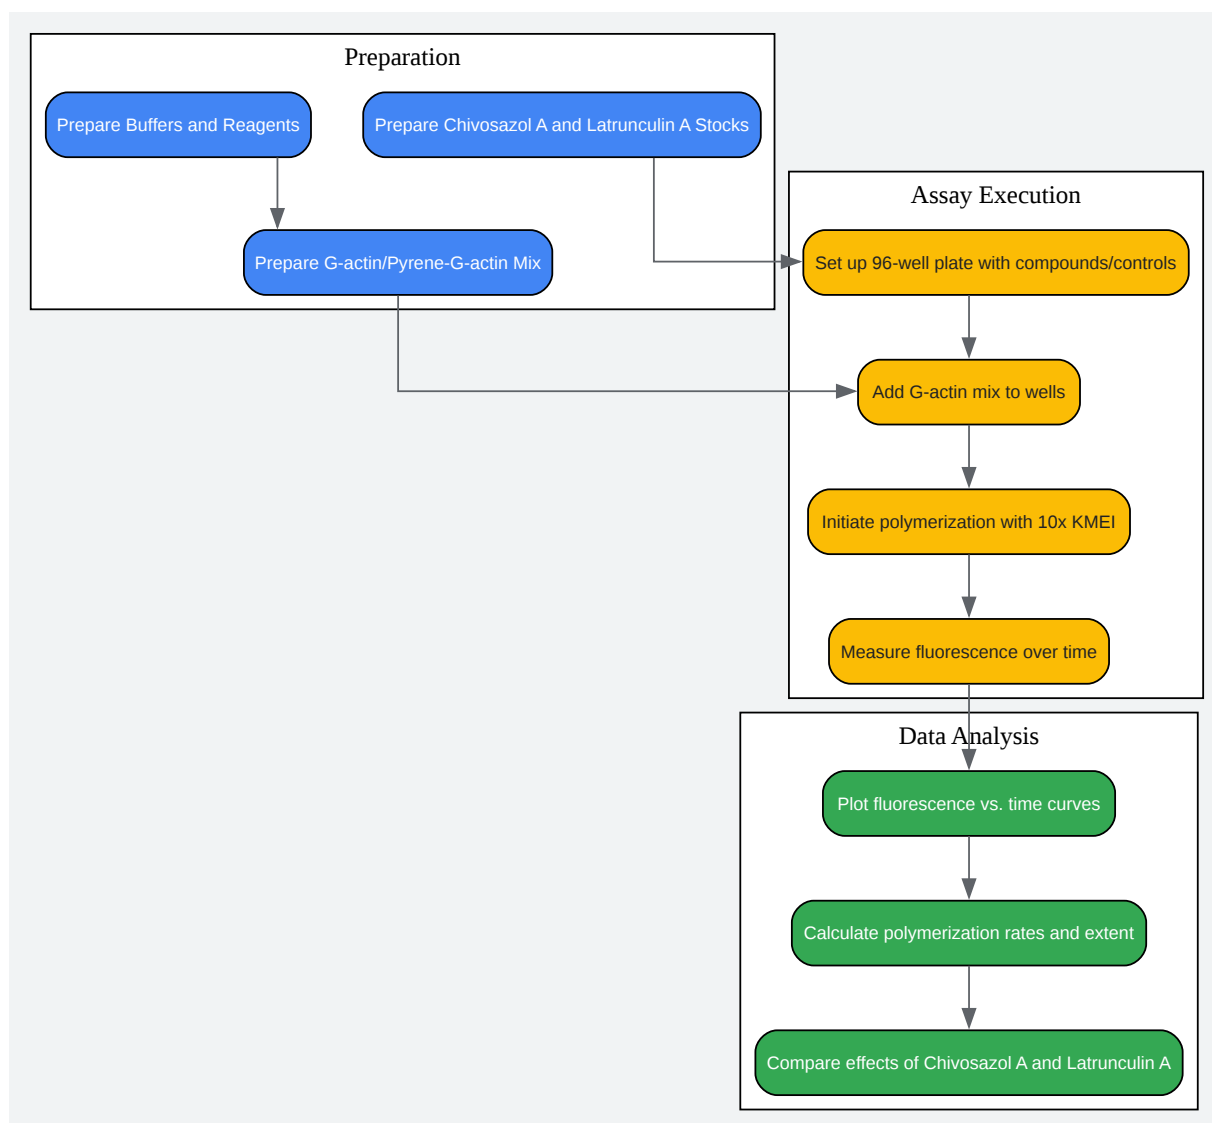 Preparation
Prepare Buffers and Reagents
Prepare Chivosazol A and Latrunculin A Stocks
Prepare G-actin/Pyrene-G-actin Mix
Assay Execution
Set up 96-well plate with compounds/controls
Add G-actin mix to wells
Initiate polymerization with 10x KMEI
Measure fluorescence over time
Data Analysis
Plot fluorescence vs. time curves
Calculate polymerization rates and extent
Compare effects of Chivosazol A and Latrunculin A